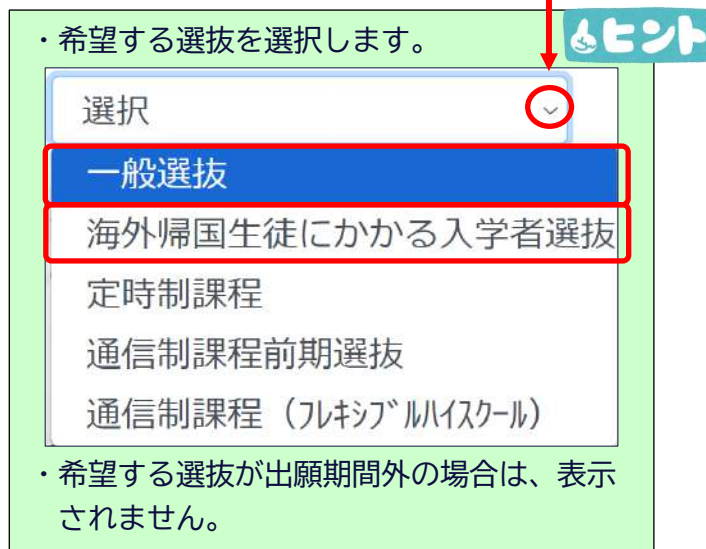 ・希望する選抜を選択します。
ヒント
選択
一般選抜
海外帰国生徒にかかる入学者選抜
定時制課程
通信制課程前期選抜
通信制課程（ﾌﾚｷｼﾌﾞﾙﾊｲｽｸｰﾙ）
・希望する選抜が出願期間外の場合は、表示
されません。